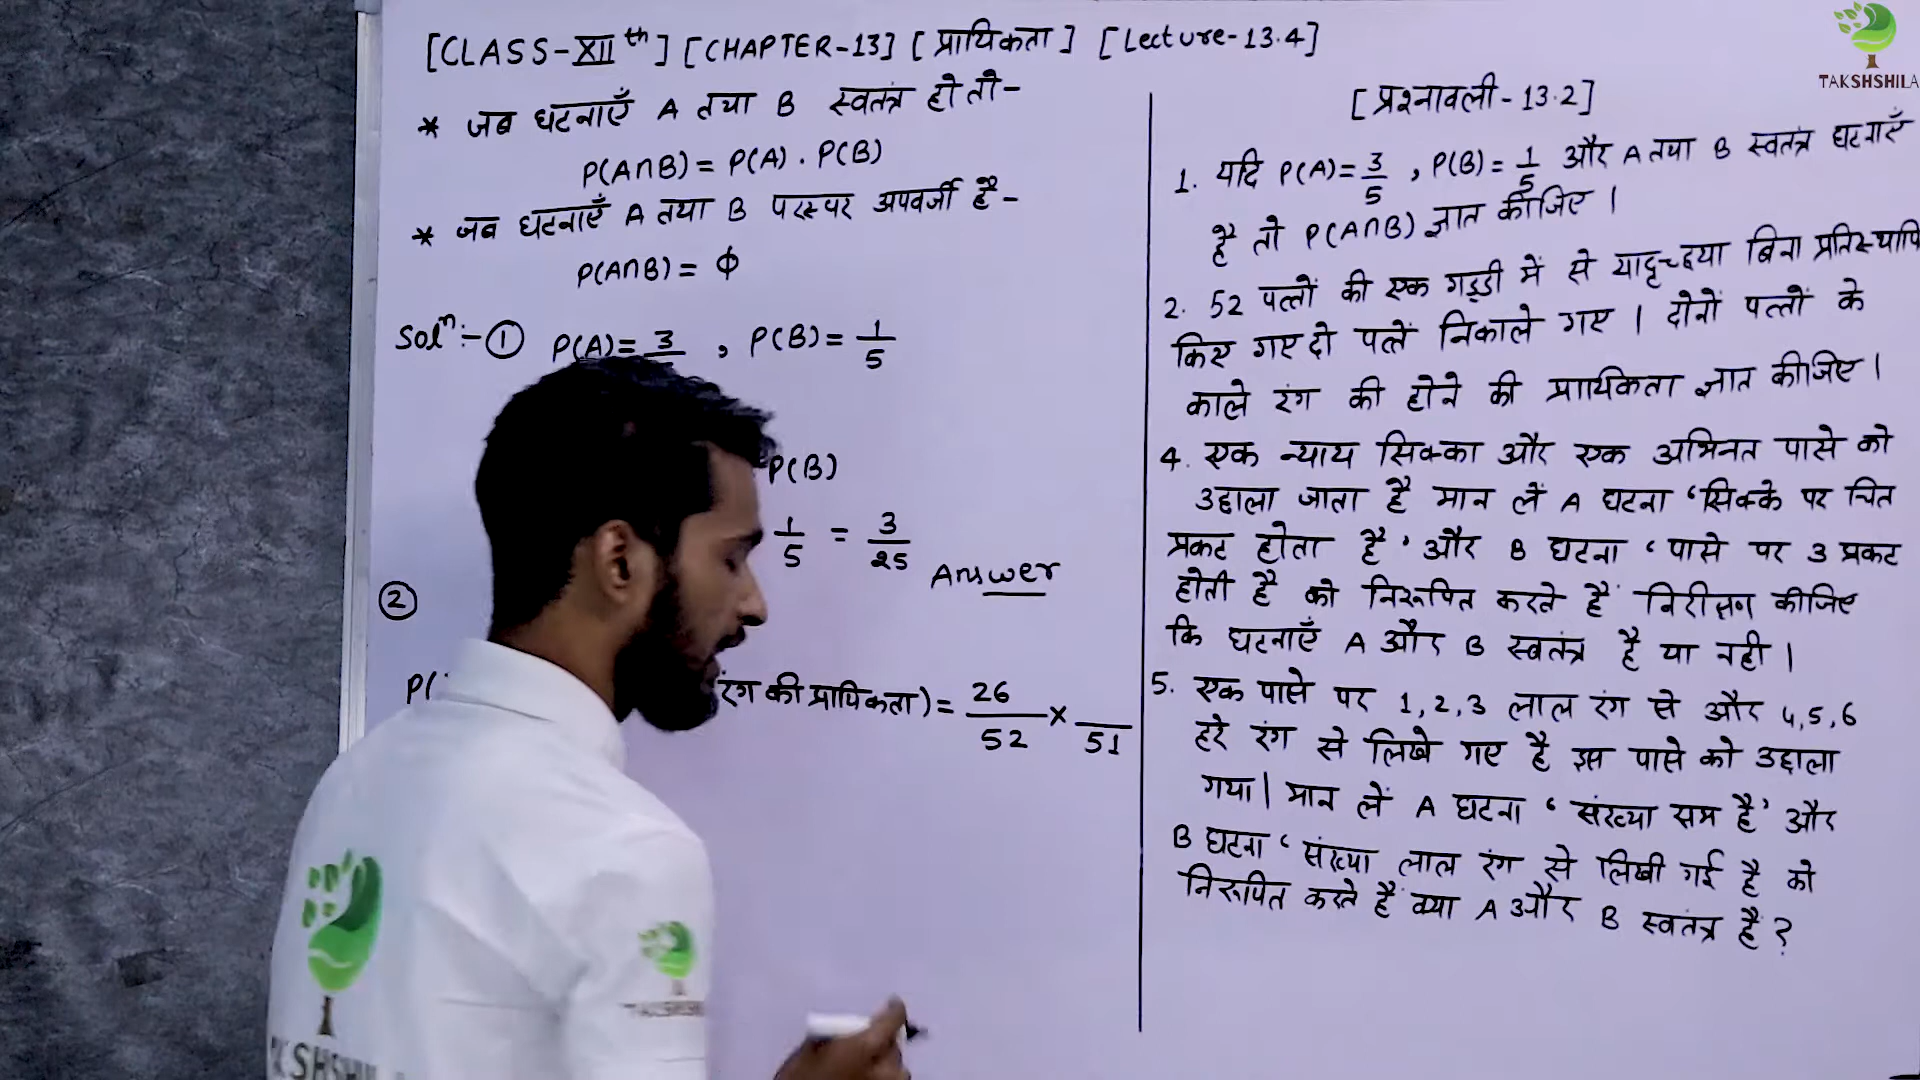 [CLASS-XII th] [CHAPTER-13] [प्रायिकता] [Lecture-13.4]
* जब घटनाएँ A तथा B स्वतंत्र हो तो-
P(A∩B) = P(A) . P(B)
* जब घटनाएँ A तथा B परस्पर अपवर्जी है -
P(A∩B) = ϕ
Solⁿ:- ① P(A)= 3 , P(B)= 1/5
P(B)
1/5 = 3/25 Answer
②
P( रंग की प्रायिकता) = 26/52 × /51
[प्रश्नावली - 13.2]
1. यदि P(A)= 3/5 , P(B)= 1/5 और A तथा B स्वतंत्र घटनाएँ
है तो P(A∩B) ज्ञात कीजिए।
2. 52 पत्तों की एक गड्डी में से यादृच्छया बिना
किए गए दो पत्तें निकाले गए। दोनों पत्तों के
काले रंग की होने की प्रायिकता ज्ञात कीजिए।
4. एक न्याय सिक्का और एक अभिनत पासे को
उछाला जाता है मान लें A घटना ‘सिक्के पर चित
प्रकट होता है’ और B घटना ‘पासे पर 3 प्रकट
होती है को निरूपित करते हैं निरीक्षण कीजिए
कि घटनाएँ A और B स्वतंत्र है या नही।
5. एक पासे पर 1,2,3 लाल रंग से और 4,5,6
हरे रंग से लिखे गए है इस पासे को उछाला
गया। मान लें A घटना ‘संख्या सम है’ और
B घटना ‘संख्या लाल रंग से लिखी गई है को
निरूपित करते हैं क्या A और B स्वतंत्र है?
TAKSHSHILA